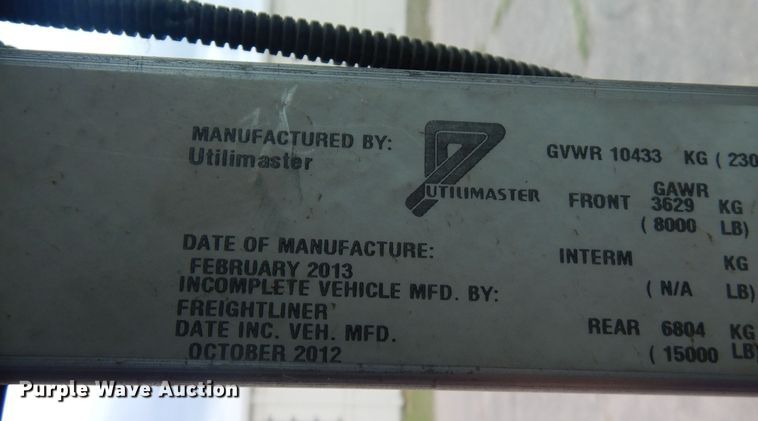 MANUFACTURED BY:
Utilimaster
UTILIMASTER
DATE OF MANUFACTURE:
FEBRUARY 2013
INCOMPLETE VEHICLE MFD. BY:
FREIGHTLINER
DATE INC. VEH. MFD.
OCTOBER 2012
GVWR 10433 KG ( 230
GAWR
FRONT 3629 KG
( 8000 LB)
INTERM KG
( N/A LB)
REAR 6804 KG
( 15000 LB)
Purple Wave Auction